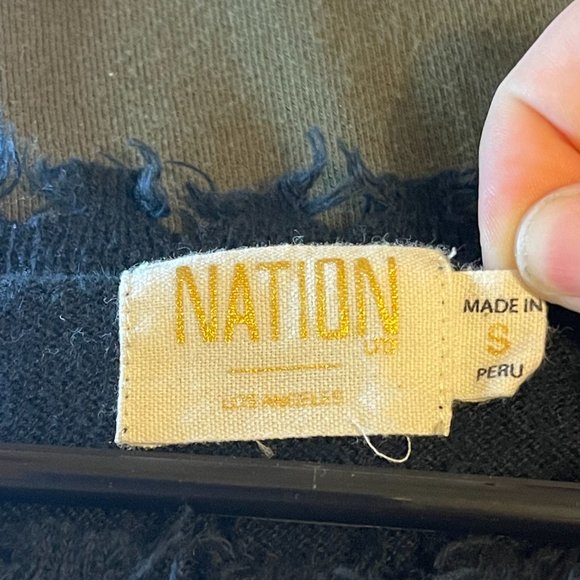 NATION
LTD
LOS ANGELES
MADE IN
S
PERU